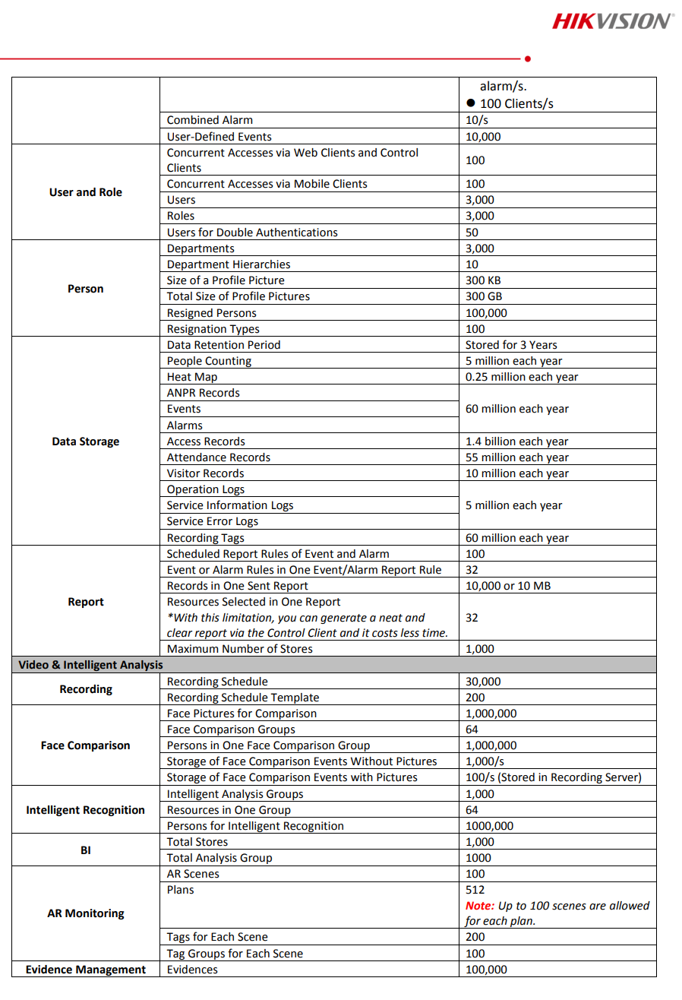 HIKVISION®
alarm/s.
● 100 Clients/s
Combined Alarm 10/s
User-Defined Events 10,000
User and Role
Concurrent Accesses via Web Clients and Control
Clients
100
Concurrent Accesses via Mobile Clients 100
Users 3,000
Roles 3,000
Users for Double Authentications 50
Person
Departments 3,000
Department Hierarchies 10
Size of a Profile Picture 300 KB
Total Size of Profile Pictures 300 GB
Resigned Persons 100,000
Resignation Types 100
Data Storage
Data Retention Period Stored for 3 Years
People Counting 5 million each year
Heat Map 0.25 million each year
ANPR Records
Events 60 million each year
Alarms
Access Records 1.4 billion each year
Attendance Records 55 million each year
Visitor Records 10 million each year
Operation Logs
Service Information Logs 5 million each year
Service Error Logs
Recording Tags 60 million each year
Report
Scheduled Report Rules of Event and Alarm 100
Event or Alarm Rules in One Event/Alarm Report Rule 32
Records in One Sent Report 10,000 or 10 MB
Resources Selected in One Report
*With this limitation, you can generate a neat and 32
clear report via the Control Client and it costs less time.
Maximum Number of Stores 1,000
Video & Intelligent Analysis
Recording
Recording Schedule 30,000
Recording Schedule Template 200
Face Comparison
Face Pictures for Comparison 1,000,000
Face Comparison Groups 64
Persons in One Face Comparison Group 1,000,000
Storage of Face Comparison Events Without Pictures 1,000/s
Storage of Face Comparison Events with Pictures 100/s (Stored in Recording Server)
Intelligent Recognition
Intelligent Analysis Groups 1,000
Resources in One Group 64
Persons for Intelligent Recognition 1000,000
BI
Total Stores 1,000
Total Analysis Group 1000
AR Monitoring
AR Scenes 100
Plans 512
Note: Up to 100 scenes are allowed
for each plan.
Tags for Each Scene 200
Tag Groups for Each Scene 100
Evidence Management Evidences 100,000